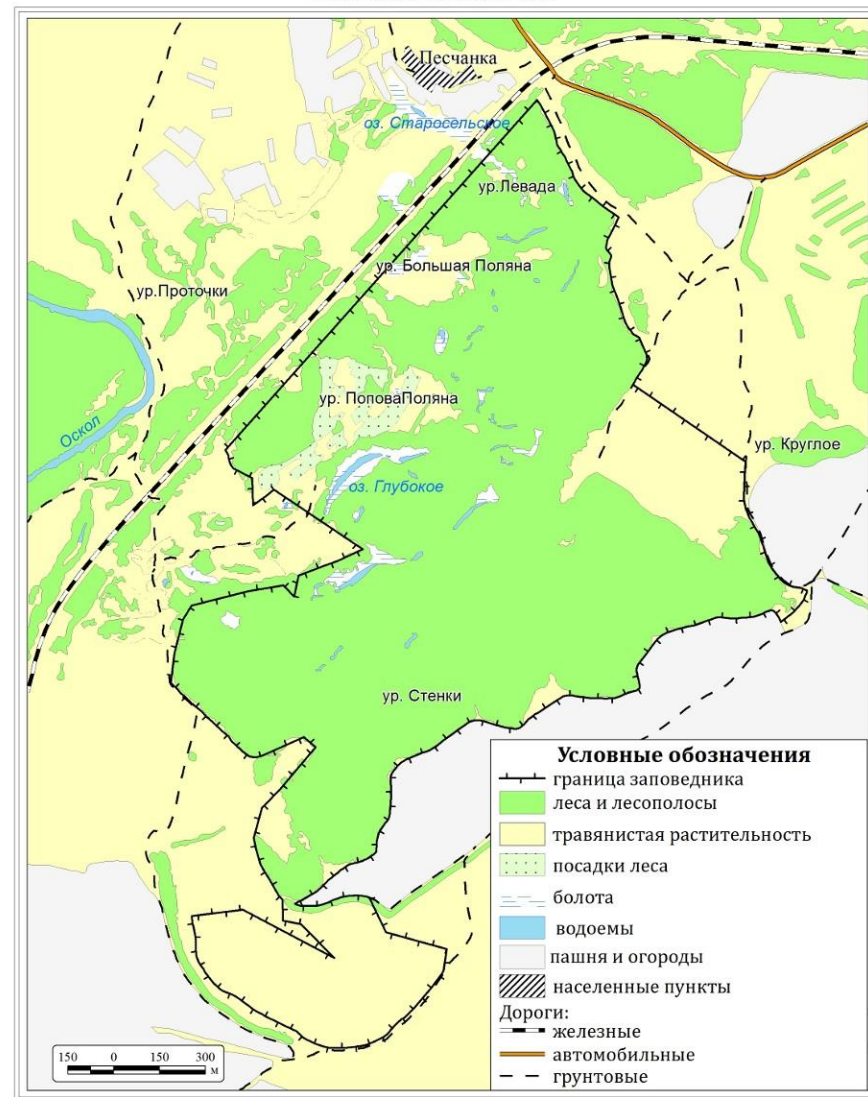 Песчанка
оз. Старосельское
ур.Левада
ур. Большая Поляна
ур.Проточки
ур. ПоповаПоляна
Оскол
ур. Круглое
оз. Глубокое
ур. Стенки
Условные обозначения
граница заповедника
леса и лесополосы
травянистая растительность
посадки леса
болота
водоемы
пашня и огороды
населенные пункты
Дороги:
железные
автомобильные
грунтовые
150 0 150 300
м